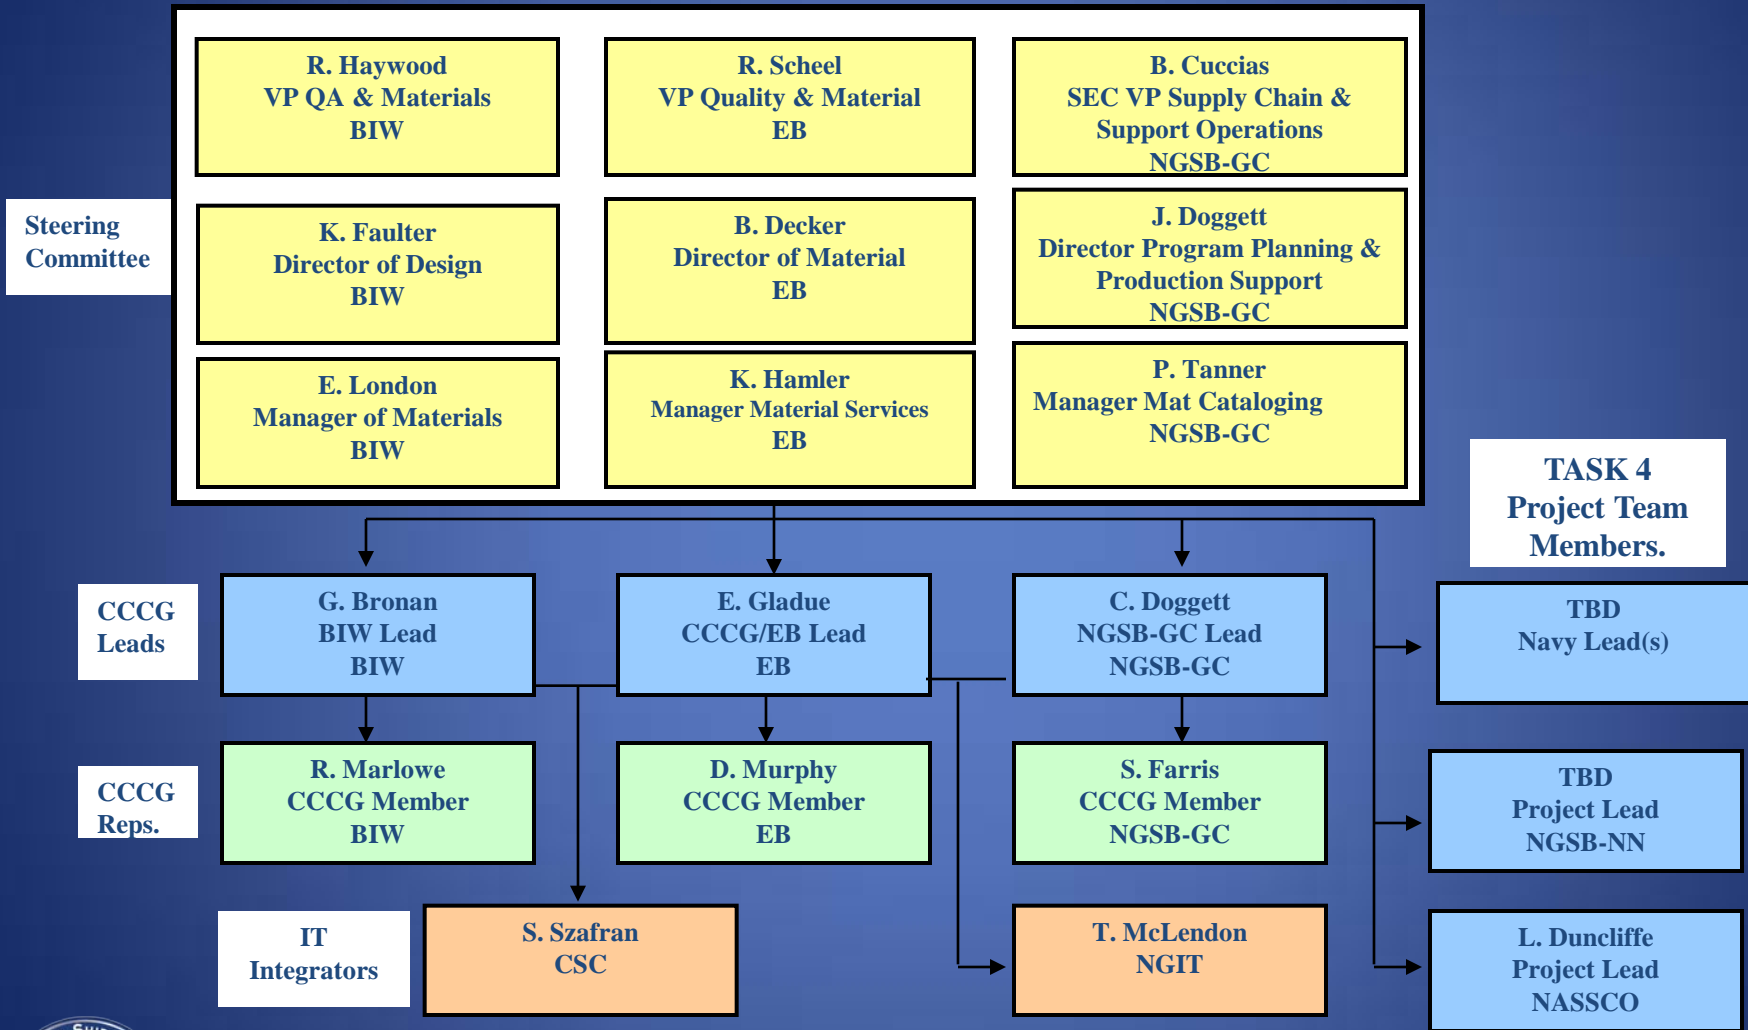 R. Haywood
VP QA & Materials
BIW
R. Scheel
VP Quality & Material
EB
B. Cuccias
SEC VP Supply Chain &
Support Operations
NGSB-GC
Steering
Committee
K. Faulter
Director of Design
BIW
B. Decker
Director of Material
EB
J. Doggett
Director Program Planning &
Production Support
NGSB-GC
E. London
Manager of Materials
BIW
K. Hamler
Manager Material Services
EB
P. Tanner
Manager Mat Cataloging
NGSB-GC
TASK 4
Project Team
Members.
CCCG
Leads
G. Bronan
BIW Lead
BIW
E. Gladue
CCCG/EB Lead
EB
C. Doggett
NGSB-GC Lead
NGSB-GC
TBD
Navy Lead(s)
CCCG
Reps.
R. Marlowe
CCCG Member
BIW
D. Murphy
CCCG Member
EB
S. Farris
CCCG Member
NGSB-GC
TBD
Project Lead
NGSB-NN
IT
Integrators
S. Szafran
CSC
T. McLendon
NGIT
L. Duncliffe
Project Lead
NASSCO